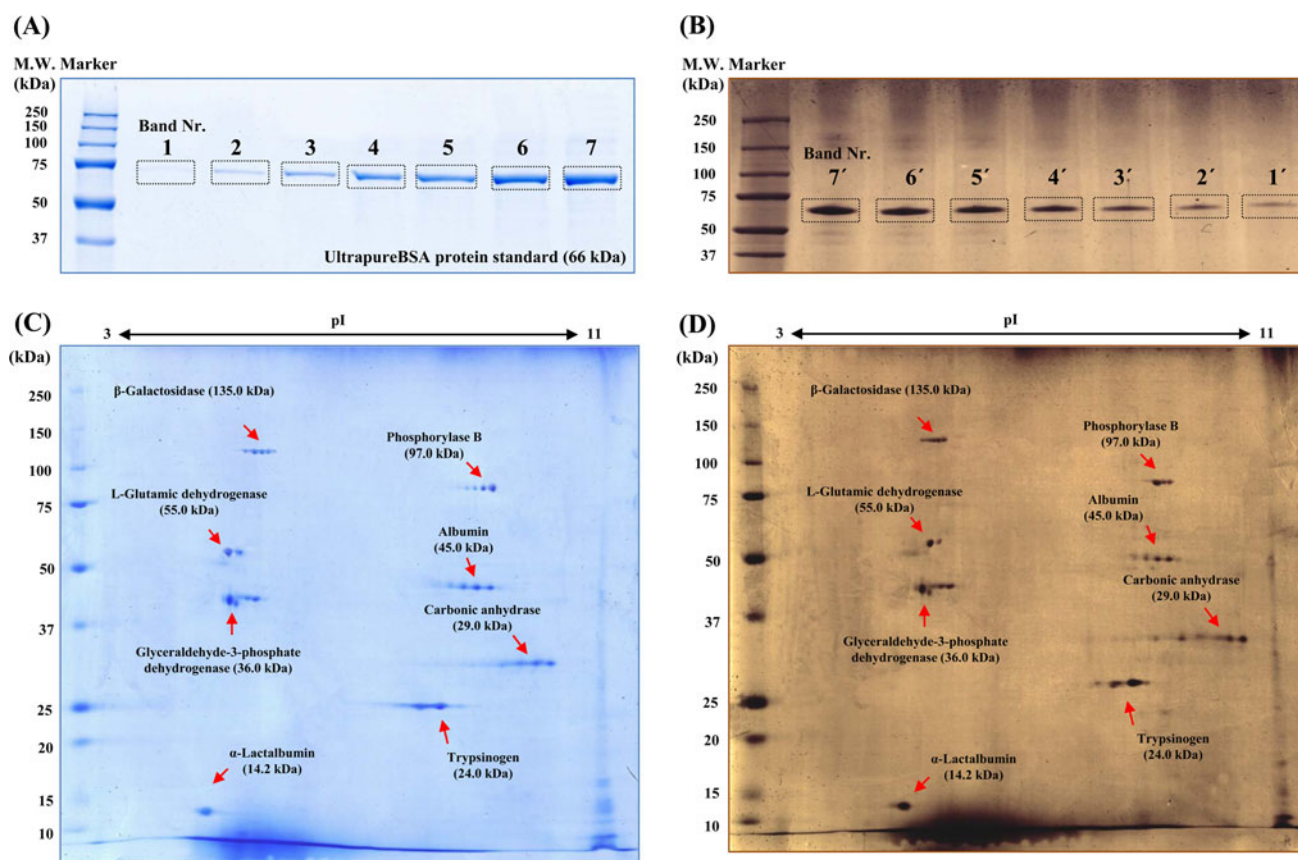 (A)
M.W. Marker
(kDa)
250
150
100
75
50
37
Band Nr.
1 2 3 4 5 6 7
UltrapureBSA protein standard (66 kDa)
(B)
M.W. Marker
(kDa)
250
150
100
75
50
37
Band Nr.
7´ 6´ 5´ 4´ 3´ 2´ 1´
(C)
3 pI 11
(kDa)
250
150
100
75
50
37
25
20
15
10
β-Galactosidase (135.0 kDa)
Phosphorylase B
(97.0 kDa)
L-Glutamic dehydrogenase
(55.0 kDa)
Albumin
(45.0 kDa)
Carbonic anhydrase
(29.0 kDa)
Glyceraldehyde-3-phosphate
dehydrogenase (36.0 kDa)
Trypsinogen
(24.0 kDa)
α-Lactalbumin
(14.2 kDa)
(D)
3 pI 11
(kDa)
250
150
100
75
50
37
25
20
15
10
β-Galactosidase (135.0 kDa)
Phosphorylase B
(97.0 kDa)
L-Glutamic dehydrogenase
(55.0 kDa)
Albumin
(45.0 kDa)
Carbonic anhydrase
(29.0 kDa)
Glyceraldehyde-3-phosphate
dehydrogenase (36.0 kDa)
Trypsinogen
(24.0 kDa)
α-Lactalbumin
(14.2 kDa)